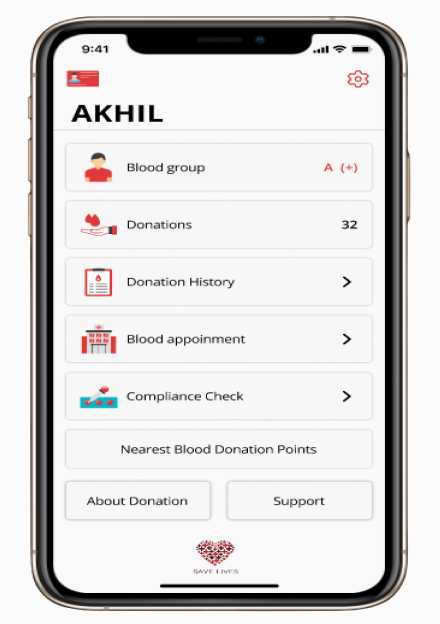 9:41
AKHIL
Blood group A (+)
Donations 32
Donation History
Blood appoinment
Compliance Check
Nearest Blood Donation Points
About Donation Support
SAVE LIVES